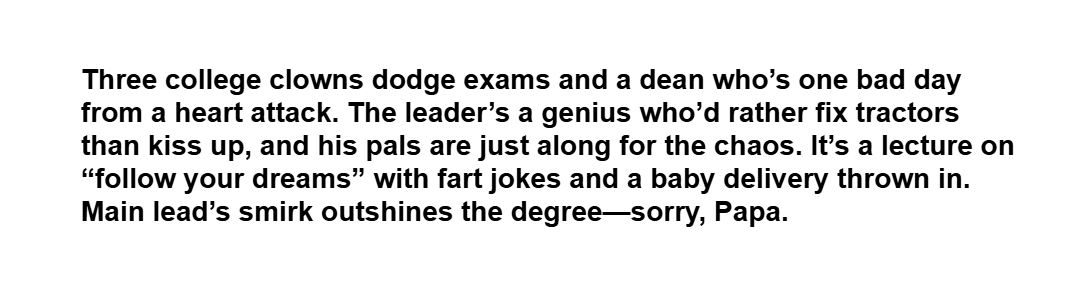 Three college clowns dodge exams and a dean who’s one bad day
from a heart attack. The leader’s a genius who’d rather fix tractors
than kiss up, and his pals are just along for the chaos. It’s a lecture on
“follow your dreams” with fart jokes and a baby delivery thrown in.
Main lead’s smirk outshines the degree—sorry, Papa.